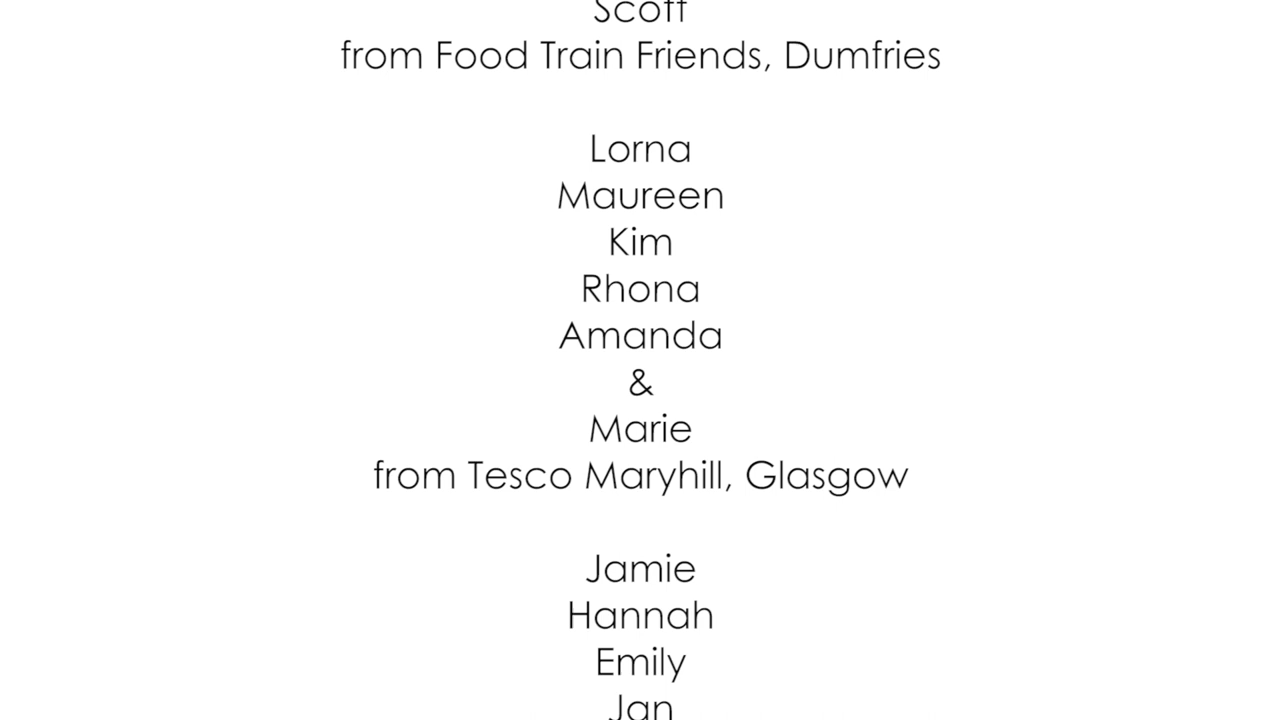 Scott
from Food Train Friends, Dumfries
Lorna
Maureen
Kim
Rhona
Amanda
&
Marie
from Tesco Maryhill, Glasgow
Jamie
Hannah
Emily
Jan